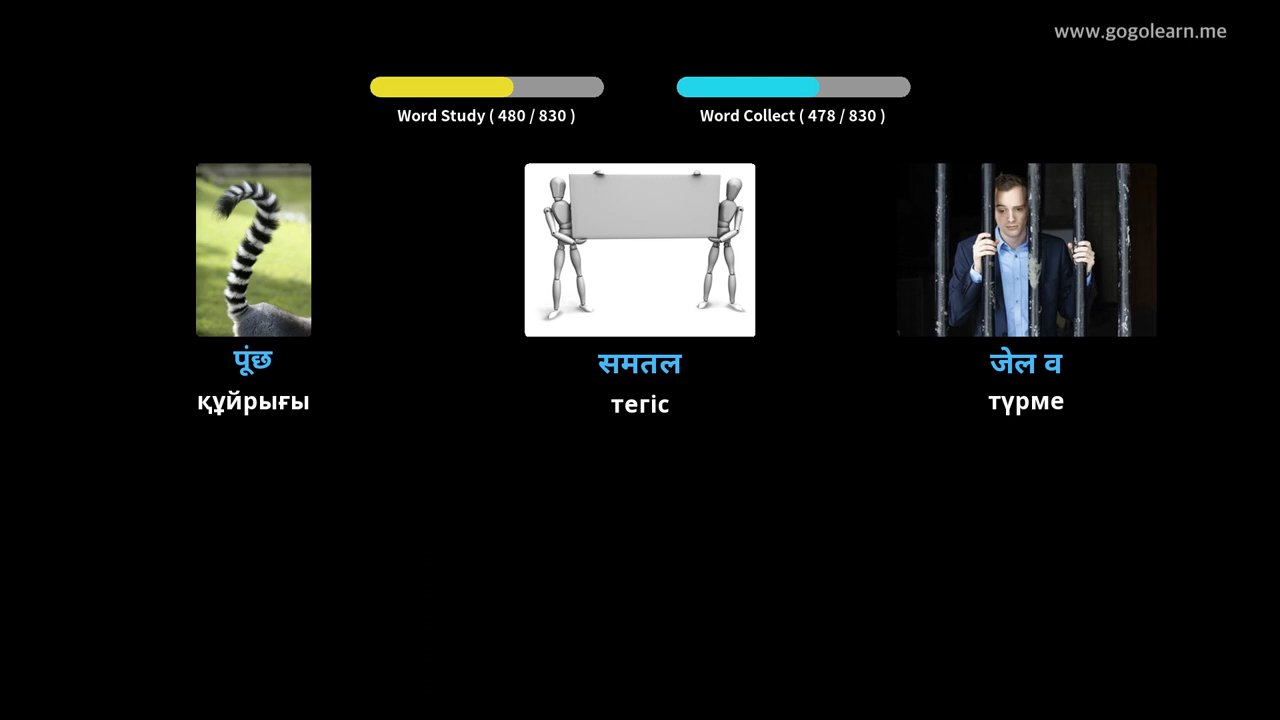 www.gogolearn.me
Word Study ( 480 / 830 )
Word Collect ( 478 / 830 )
पूंछ
समतल
जेल व
құйрығы
тегіс
түрме